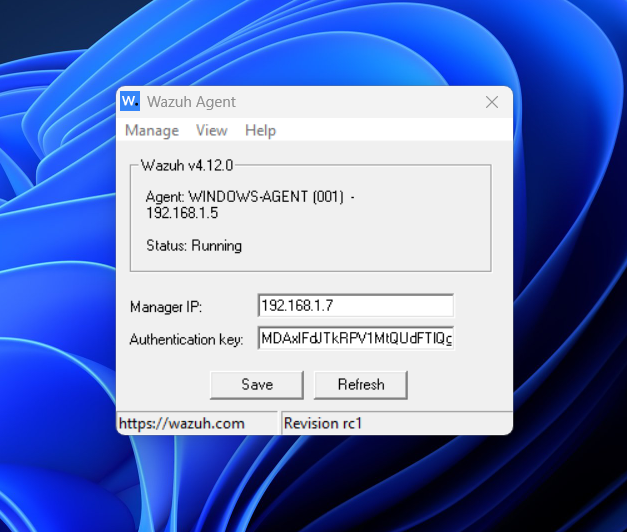 W. Wazuh Agent
Manage View Help
Wazuh v4.12.0
Agent: WINDOWS-AGENT (001) -
192.168.1.5
Status: Running
Manager IP: 192.168.1.7
Authentication key:
Save Refresh
https://wazuh.com Revision rc1